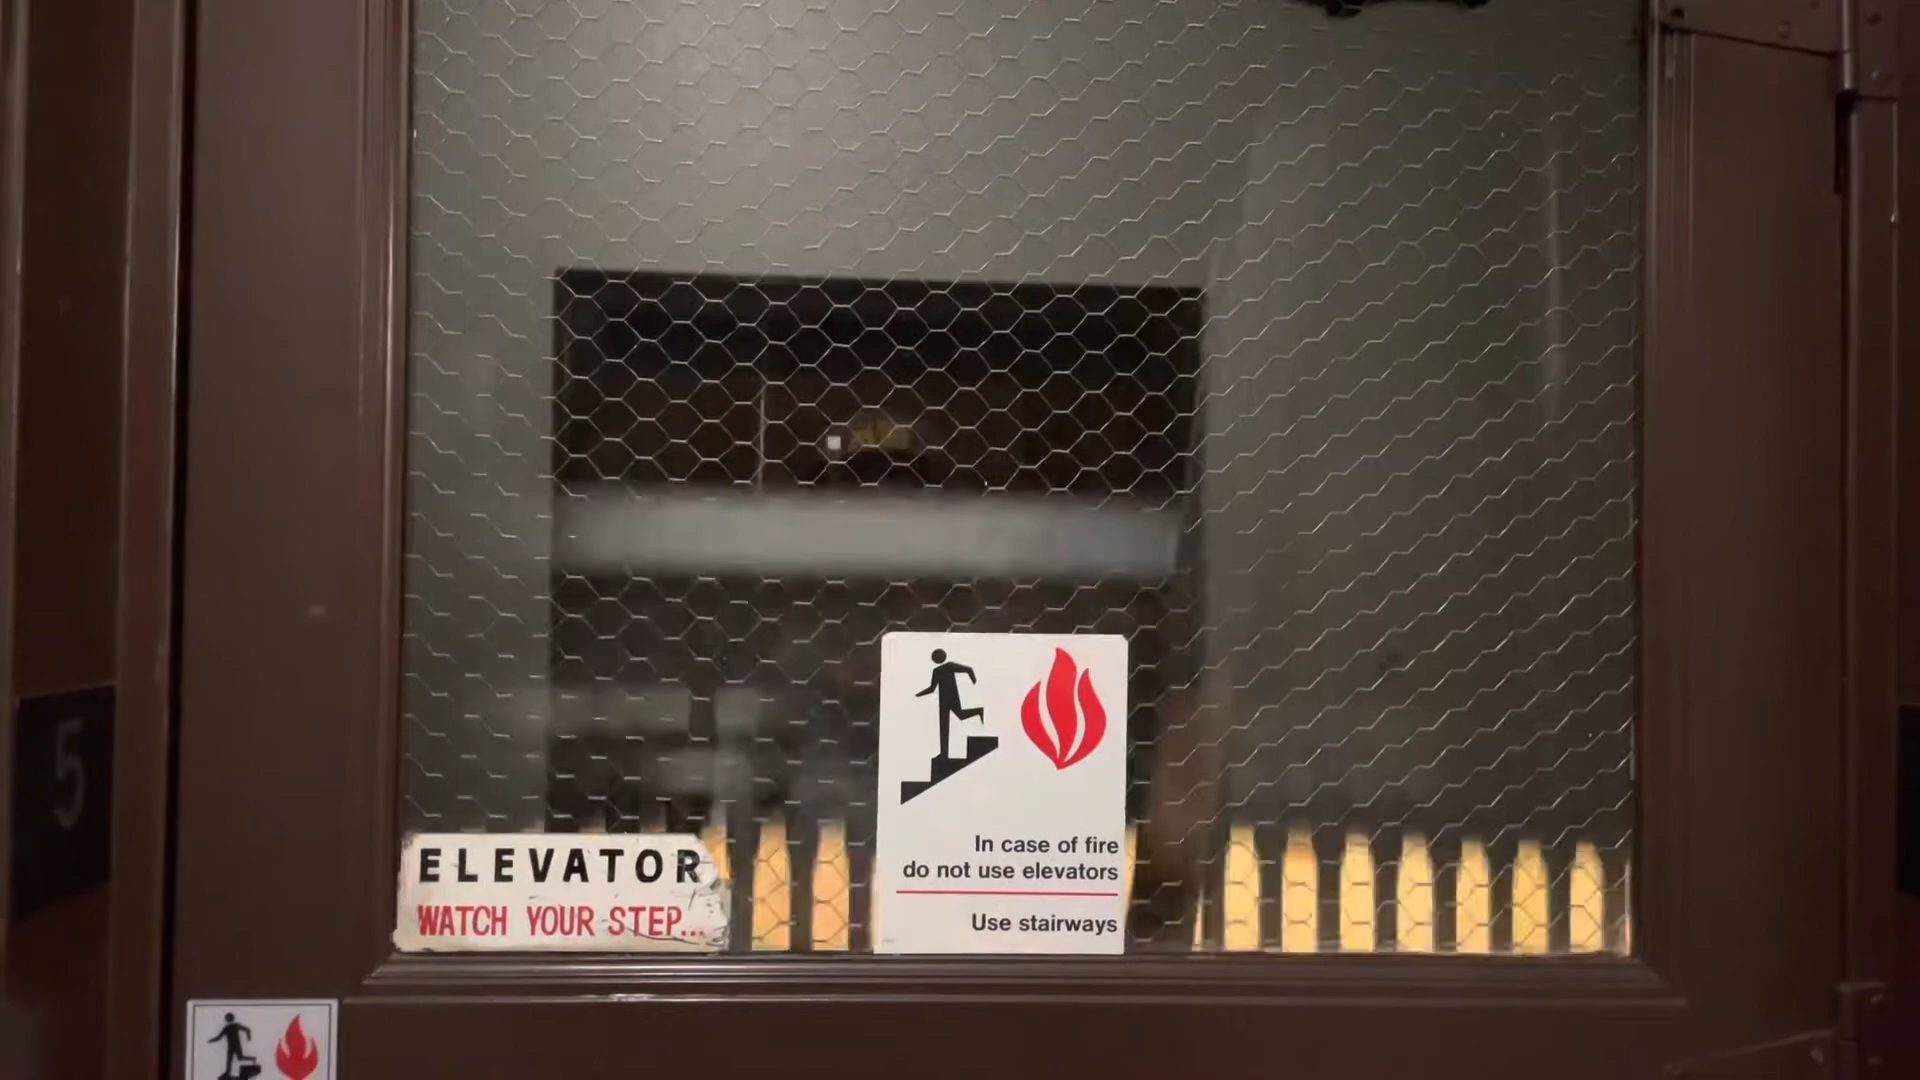 5
ELEVATOR
WATCH YOUR STEP...
In case of fire
do not use elevators
Use stairways